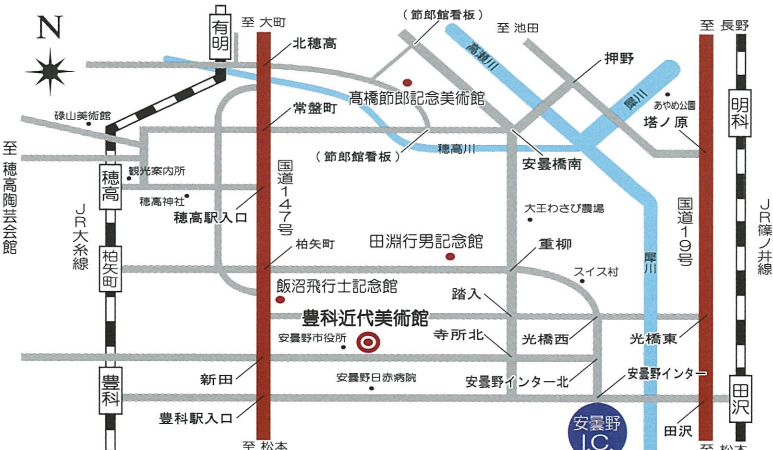 N
有明
至 大町
北穂高
(節郎館看板)
至 池田
至 長野
高瀬川
押野
犀川
あやめ公園
明科
塔ノ原
髙橋節郎記念美術館
碌山美術館
常盤町
至 穂高陶芸会館
(節郎館看板)
穂高川
安曇橋南
観光案内所
穂高
国道147号
穂高神社
穂高駅入口
大王わさび農場
国道19号
JR篠ノ井線
JR大糸線
柏矢町
柏矢町
田淵行男記念館
重柳
犀川
スイス村
飯沼飛行士記念館
踏入
豊科近代美術館
安曇野市役所
寺所北
光橋西
光橋東
新田
安曇野日赤病院
安曇野インター北
安曇野インター
豊科
豊科駅入口
安曇野
I.C.
田沢
田沢
至 松本
至 松本